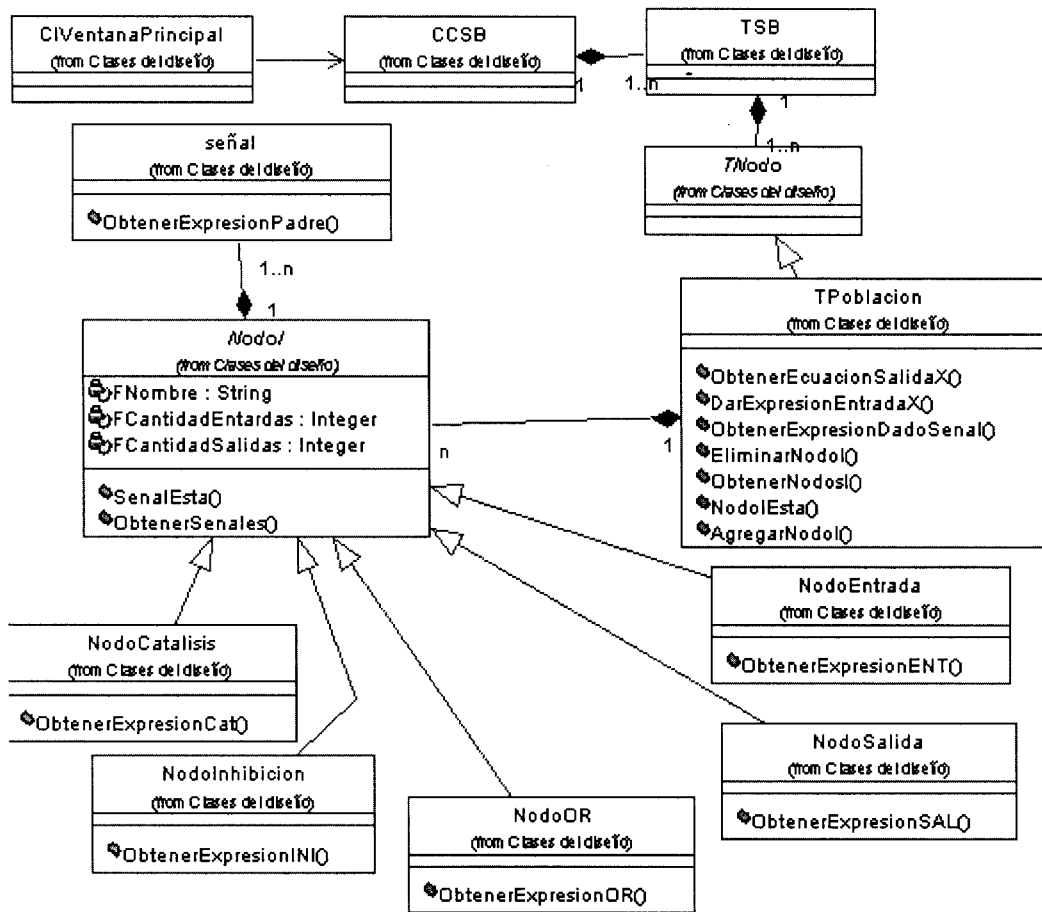 CIVentanaPrincipal
(from Clases del diseño)
CCSB
(from Clases del diseño)
1
1..n
TSB
(from Clases del diseño)
1
1..n
TNodo
(from Clases del diseño)
señal
(from Clases del diseño)
ObtenerExpresionPadre()
1..n
1
NodoI
(from Clases del diseño)
FNombre : String
FCantidadEntardas : Integer
FCantidadSalidas : Integer
SenalEsta()
ObtenerSenales()
n
1
TPoblacion
(from Clases del diseño)
ObtenerEcuacionSalidaX()
DarExpresionEntradaX()
ObtenerExpresionDadoSenal()
EliminarNodoI()
ObtenerNodosI()
NodoIEsta()
AgregarNodoI()
NodoEntrada
(from Clases del diseño)
ObtenerExpresionENT()
NodoCatalisis
(from Clases del diseño)
ObtenerExpresionCat()
NodoInhibicion
(from Clases del diseño)
ObtenerExpresionINI()
NodoOR
(from Clases del diseño)
ObtenerExpresionOR()
NodoSalida
(from Clases del diseño)
ObtenerExpresionSAL()